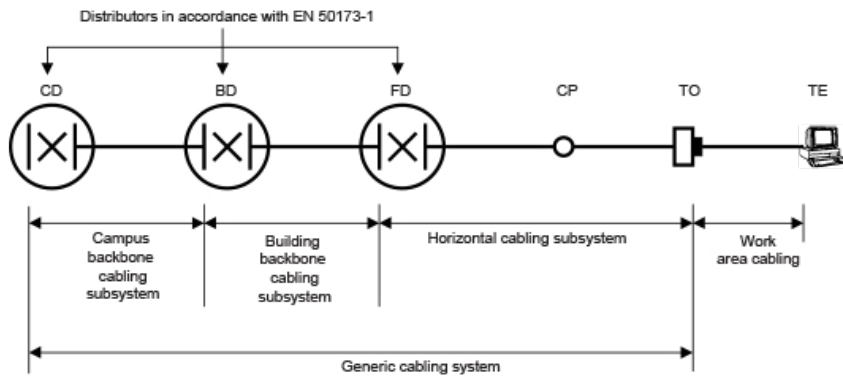 Distributors in accordance with EN 50173-1
CD BD FD CP TO TE
Campus
backbone
cabling
subsystem
Building
backbone
cabling
subsystem
Horizontal cabling subsystem
Work
area cabling
Generic cabling system